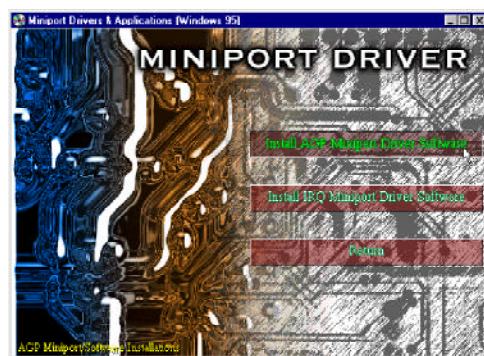 Miniport Drivers & Applications (Windows 95)
MINIPORT DRIVER
Install AGP Miniport Driver Software
Install IRQ Miniport Driver Software
Return
AGP Miniport/Software/Installations